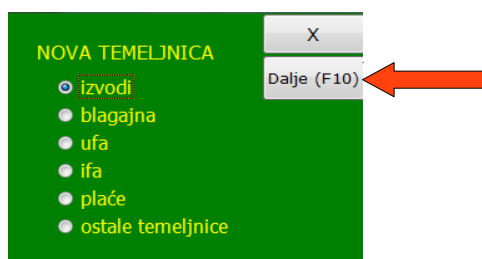 X
NOVA TEMELJNICA
Dalje (F10)
izvodi
blagajna
ufa
ifa
plaće
ostale temeljnice